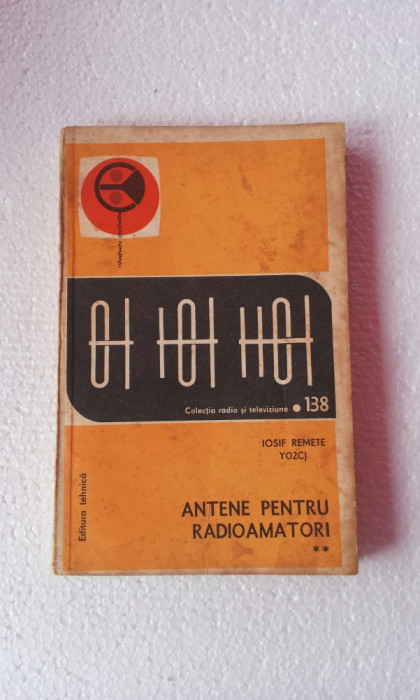 Colecția radio și televiziune • 138
IOSIF REMETE
YO2CJ
ANTENE PENTRU
RADIOAMATORI
**
Editura tehnică